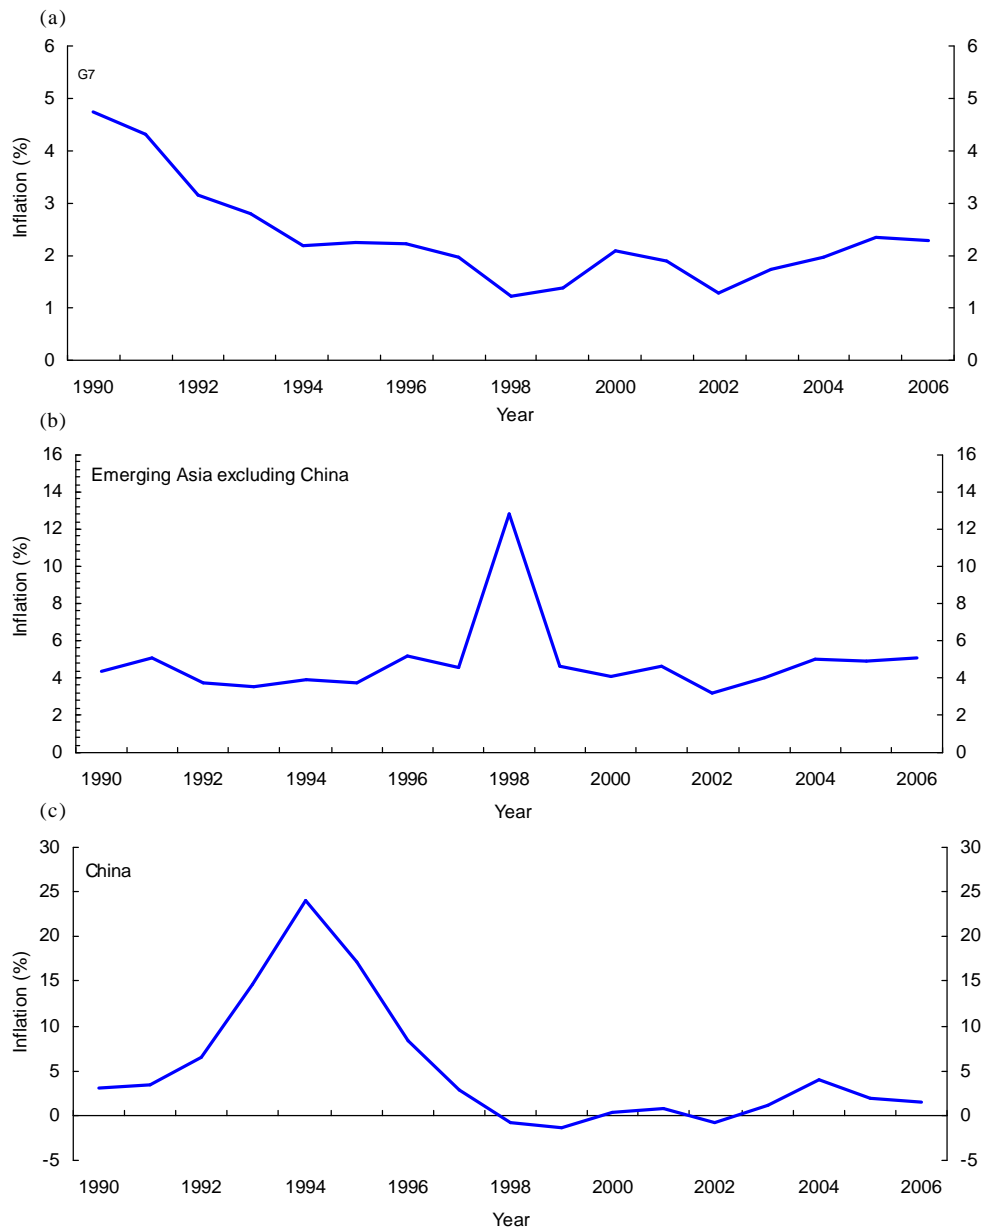 (a)
6 6
G7
5 5
4 4
Inflation (%)
3 3
2 2
1 1
0 0
1990 1992 1994 1996 1998 2000 2002 2004 2006
Year
(b)
16 16
Emerging Asia excluding China
14 14
12 12
10 10
Inflation (%)
8 8
6 6
4 4
2 2
0 0
1990 1992 1994 1996 1998 2000 2002 2004 2006
Year
(c)
30 30
China
25 25
20 20
15 15
Inflation (%)
10 10
5 5
0 0
-5 -5
1990 1992 1994 1996 1998 2000 2002 2004 2006
Year